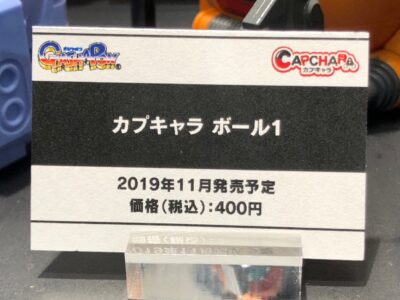 CAPCHARA
カプキャラ
カプキャラ ボール1
2019年11月発売予定
価格(税込):400円